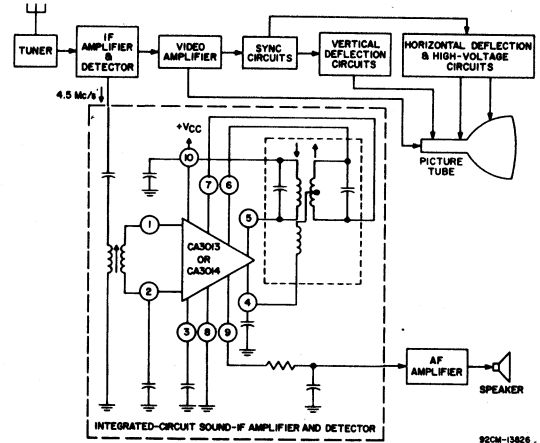 TUNER
IF
AMPLIFIER
&
DETECTOR
VIDEO
AMPLIFIER
SYNC
CIRCUITS
VERTICAL
DEFLECTION
CIRCUITS
HORIZONTAL DEFLECTION
& HIGH-VOLTAGE
CIRCUITS
4.5 Mc/s
PICTURE
TUBE
+VCC
10
7
6
1
5
CA3013
OR
CA3014
2
4
3
8
9
AF
AMPLIFIER
SPEAKER
INTEGRATED-CIRCUIT SOUND-IF AMPLIFIER AND DETECTOR
92CM-13826